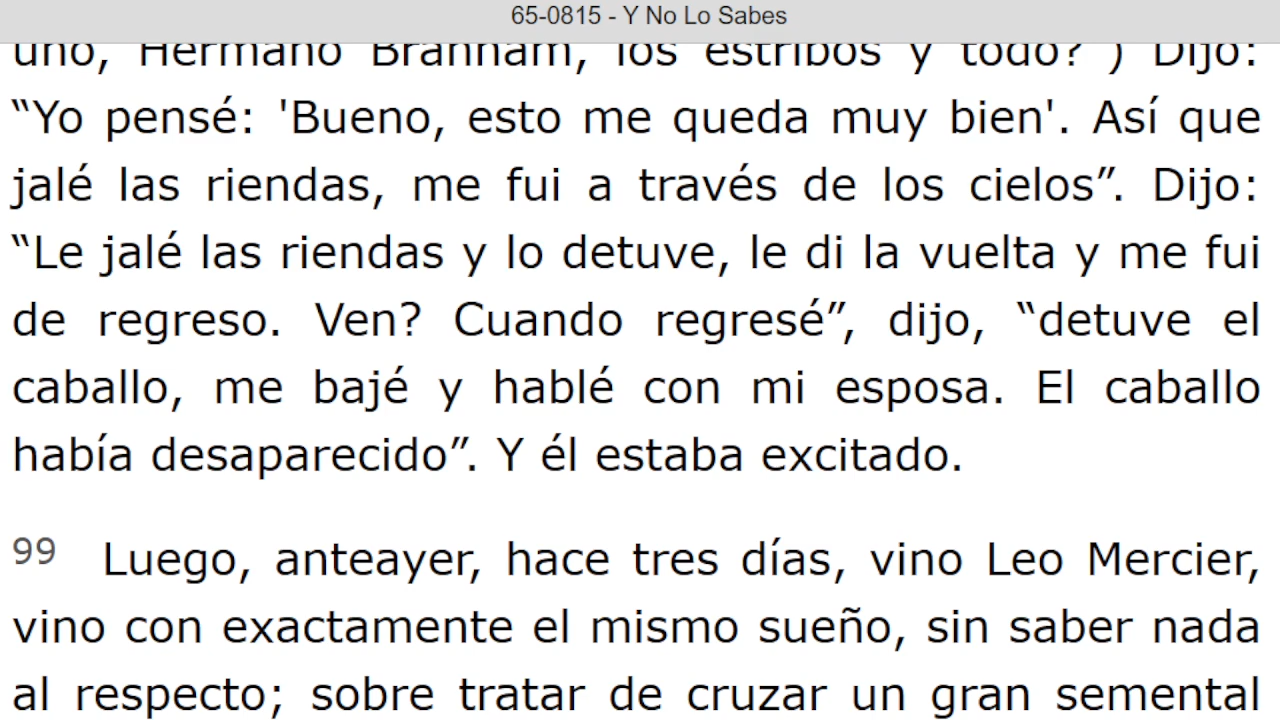 65-0815 - Y No Lo Sabes
uno, Hermano Branham, los estribos y todo? ) Dijo:
“Yo pensé: 'Bueno, esto me queda muy bien'. Así que
jalé las riendas, me fui a través de los cielos”. Dijo:
“Le jalé las riendas y lo detuve, le di la vuelta y me fui
de regreso. Ven? Cuando regresé”, dijo, “detuve el
caballo, me bajé y hablé con mi esposa. El caballo
había desaparecido”. Y él estaba excitado.
99 Luego, anteayer, hace tres días, vino Leo Mercier,
vino con exactamente el mismo sueño, sin saber nada
al respecto; sobre tratar de cruzar un gran semental